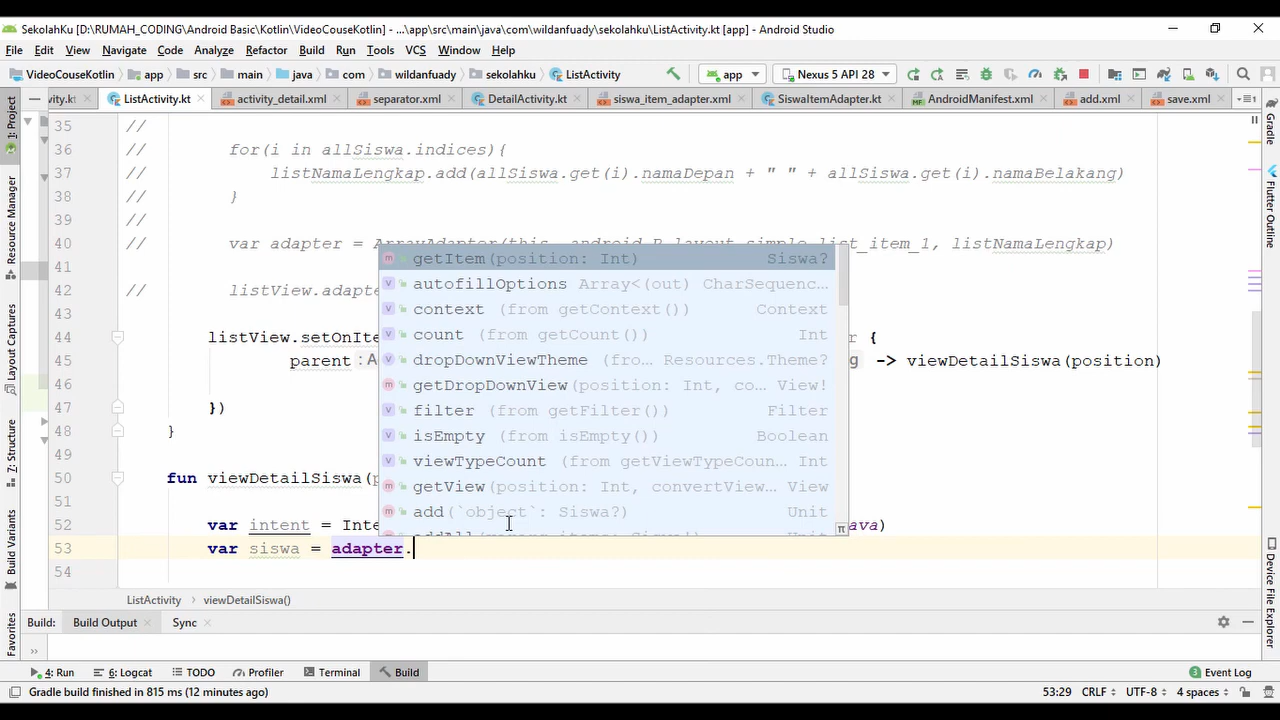 SekolahKu [D:\RUMAH_CODING\Android Basic\Kotlin\VideoCouseKotlin] - ...\app\src\main\java\com\wildanfuady\sekolahku\ListActivity.kt [app] - Android Studio
File Edit View Navigate Code Analyze Refactor Build Run Tools VCS Window Help
VideoCouseKotlin app src main java com wildanfuady sekolahku ListActivity app Nexus 5 API 28
ity.kt ListActivity.kt activity_detail.xml separator.xml DetailActivity.kt siswa_item_adapter.xml SiswaItemAdapter.kt AndroidManifest.xml add.xml save.xml
35 //
36 // for(i in allSiswa.indices){
37 // listNamaLengkap.add(allSiswa.get(i).namaDepan + " " + allSiswa.get(i).namaBelakang)
38 // }
39 //
40 // var adapter = ArrayAdapter(this, android.R.layout.simple_list_item_1, listNamaLengkap)
41
42 // listView.adapte
44 listView.setOnIte r {
45 parent : A g -> viewDetailSiswa(position)
46
47 })
48 }
49
50 fun viewDetailSiswa(p
51
52 var intent = Inte ava)
53 var siswa = adapter.
54
getItem(position: Int) Siswa?
autofillOptions Array<(out) CharSequenc...
context (from getContext()) Context
count (from getCount()) Int
dropDownViewTheme (fro... Resources.Theme?
getDropDownView(position: Int, co... View!
filter (from getFilter()) Filter
isEmpty (from isEmpty()) Boolean
viewTypeCount (from getViewTypeCoun... Int
getView(position: Int, convertView... View
add(`object`: Siswa?) Unit
ListActivity viewDetailSiswa()
Build: Build Output Sync
4: Run 6: Logcat TODO Profiler Terminal Build Event Log
Gradle build finished in 815 ms (12 minutes ago) 53:29 CRLF UTF-8 4 spaces
1: Project
Resource Manager
Layout Captures
Z: Structure
Build Variants
Favorites
Gradle
Flutter Outline
Device File Explorer